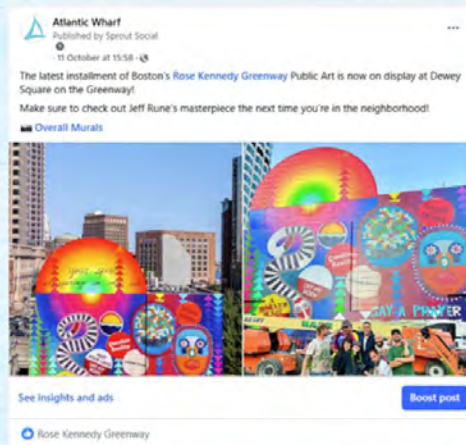 Atlantic Wharf
Published by Sprout Social
11 October at 15:58
The latest installment of Boston's Rose Kennedy Greenway Public Art is now on display at Dewey
Square on the Greenway!
Make sure to check out Jeff Rune's masterpiece the next time you're in the neighborhood!
Overall Murals
SAY A PRAYER
See insights and ads
Boost post
Rose Kennedy Greenway